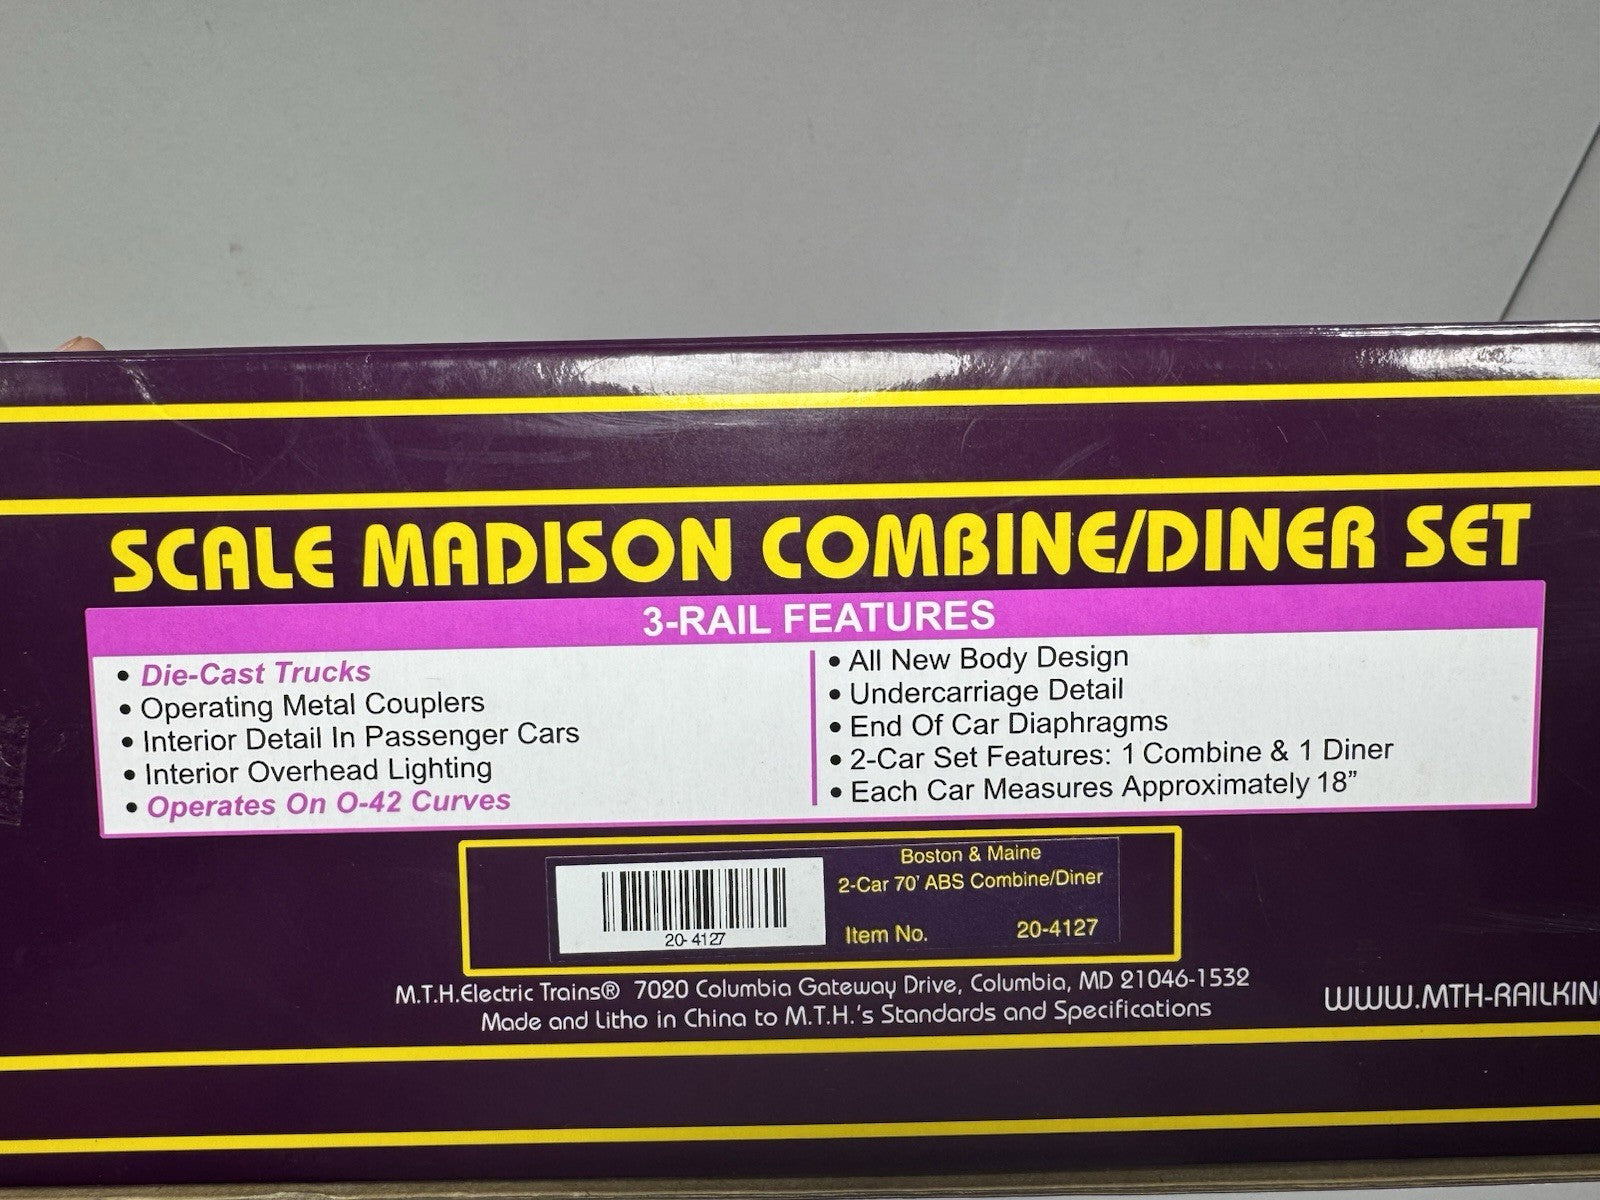 SCALE MADISON COMBINE/DINER SET
3-RAIL FEATURES
• Die-Cast Trucks
• Operating Metal Couplers
• Interior Detail In Passenger Cars
• Interior Overhead Lighting
• Operates On O-42 Curves
• All New Body Design
• Undercarriage Detail
• End Of Car Diaphragms
• 2-Car Set Features: 1 Combine & 1 Diner
• Each Car Measures Approximately 18”
20-4127
Boston & Maine
2-Car 70' ABS Combine/Diner
Item No. 20-4127
M.T.H.Electric Trains® 7020 Columbia Gateway Drive, Columbia, MD 21046-1532
Made and Litho in China to M.T.H.'s Standards and Specifications
WWW.MTH-RAILKIN